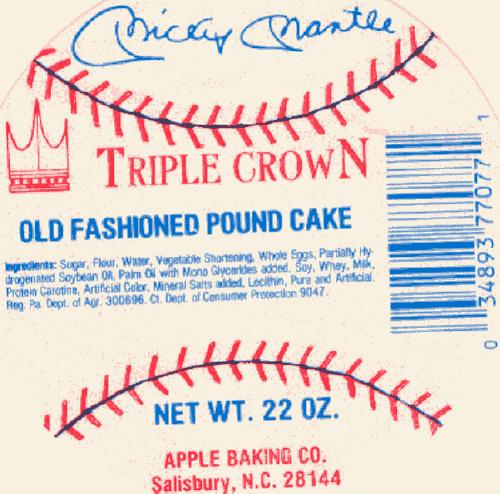 Mickey Mantle
TRIPLE CROWN
OLD FASHIONED POUND CAKE
Ingredients: Sugar, Flour, Water, Vegetable Shortening, Whole Eggs, Partially Hy-
drogenated Soybean Oil, Palm Oil with Mono Glycerides added, Soy, Whey, Milk,
Protein Carotine, Artificial Color, Mineral Salts added, Lecithin, Pure and Artificial.
Reg. Pa. Dept. of Agr. 300696. Ct. Dept. of Consumer Protection 9047.
0 34893 77077 1
NET WT. 22 OZ.
APPLE BAKING CO.
Salisbury, N.C. 28144